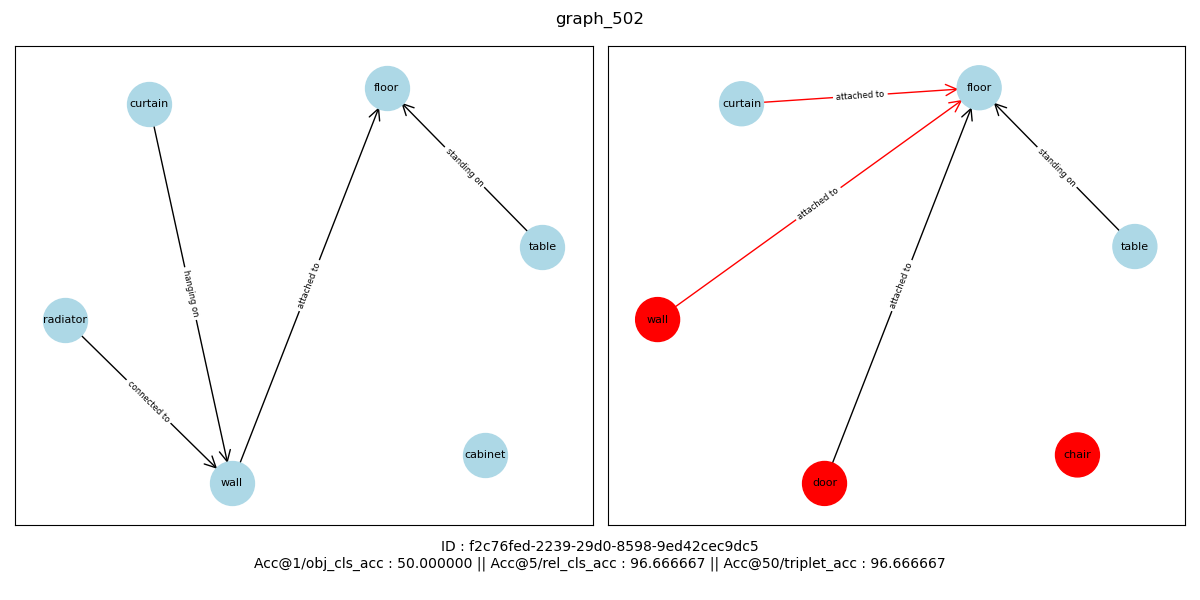 graph_502
curtain
floor
hanging on
standing on
attached to
table
radiator
connected to
wall
cabinet
curtain
attached to
floor
standing on
attached to
table
attached to
wall
door
chair
ID : f2c76fed-2239-29d0-8598-9ed42cec9dc5
Acc@1/obj_cls_acc : 50.000000 || Acc@5/rel_cls_acc : 96.666667 || Acc@50/triplet_acc : 96.666667